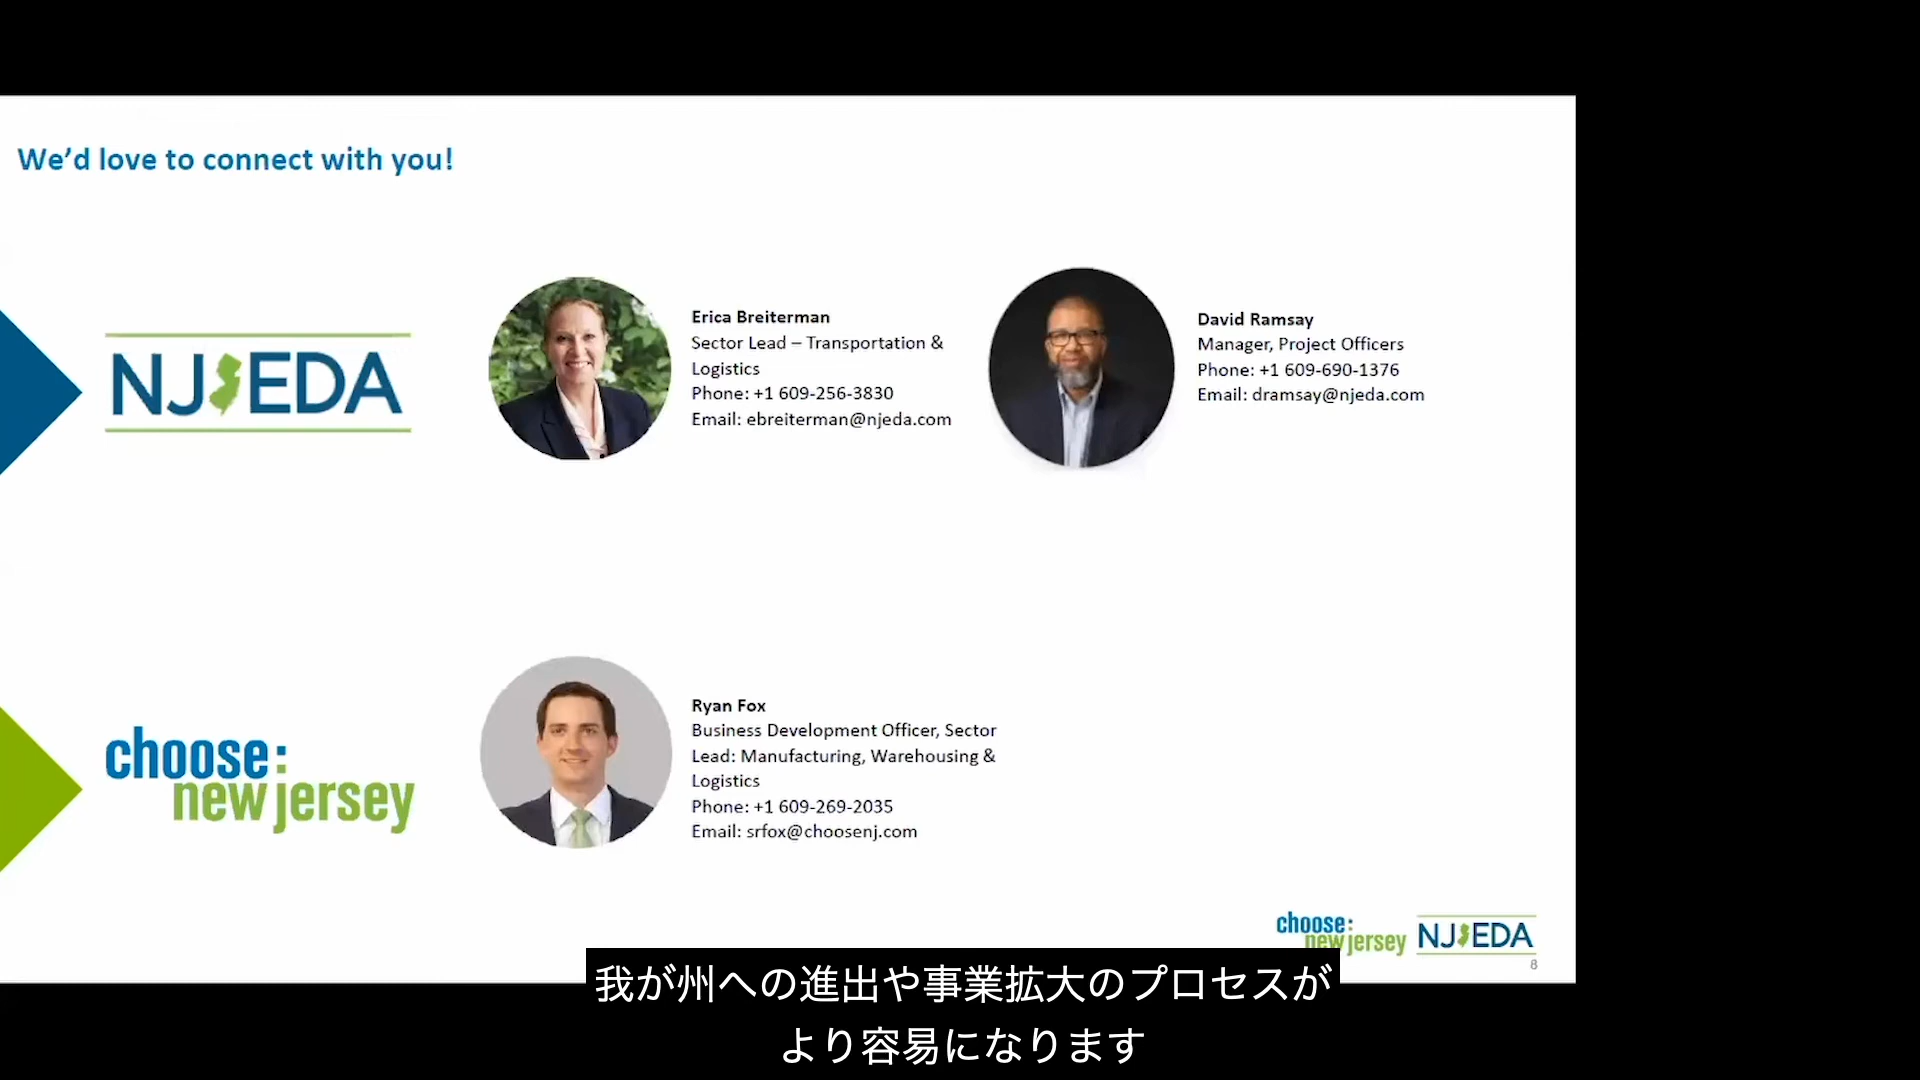 We'd love to connect with you!
NJEDA
Erica Breiterman
Sector Lead – Transportation &
Logistics
Phone: +1 609-256-3830
Email: ebreiterman@njeda.com
David Ramsay
Manager, Project Officers
Phone: +1 609-690-1376
Email: dramsay@njeda.com
choose:
new jersey
Ryan Fox
Business Development Officer, Sector
Lead: Manufacturing, Warehousing &
Logistics
Phone: +1 609-269-2035
Email: srfox@choosenj.com
choose:
new jersey
NJEDA
8
我が州への進出や事業拡大のプロセスが
より容易になります